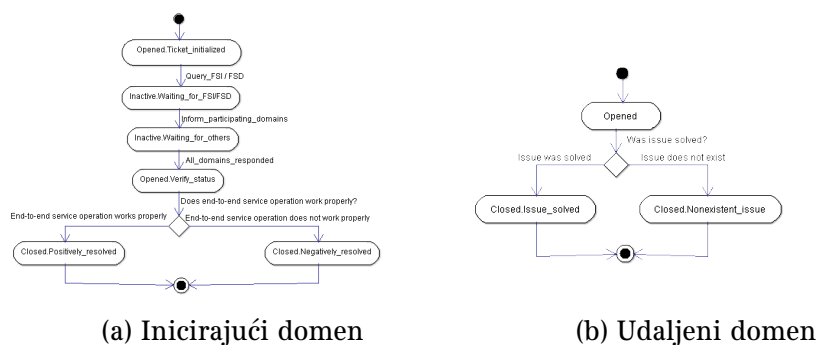 Opened.Ticket_initialized
Query_FSI / FSD
Inactive.Waiting_for_FSI/FSD
Inform_participating_domains
Inactive.Waiting_for_others
All_domains_responded
Opened.Verify_status
Does end-to-end service operation work properly?
End-to-end service operation works properly
End-to-end service operation does not work properly
Closed.Positively_resolved
Closed.Negatively_resolved
(a) Inicirajući domen
Opened
Was issue solved?
Issue was solved
Issue does not exist
Closed.Issue_solved
Closed.Nonexistent_issue
(b) Udaljeni domen